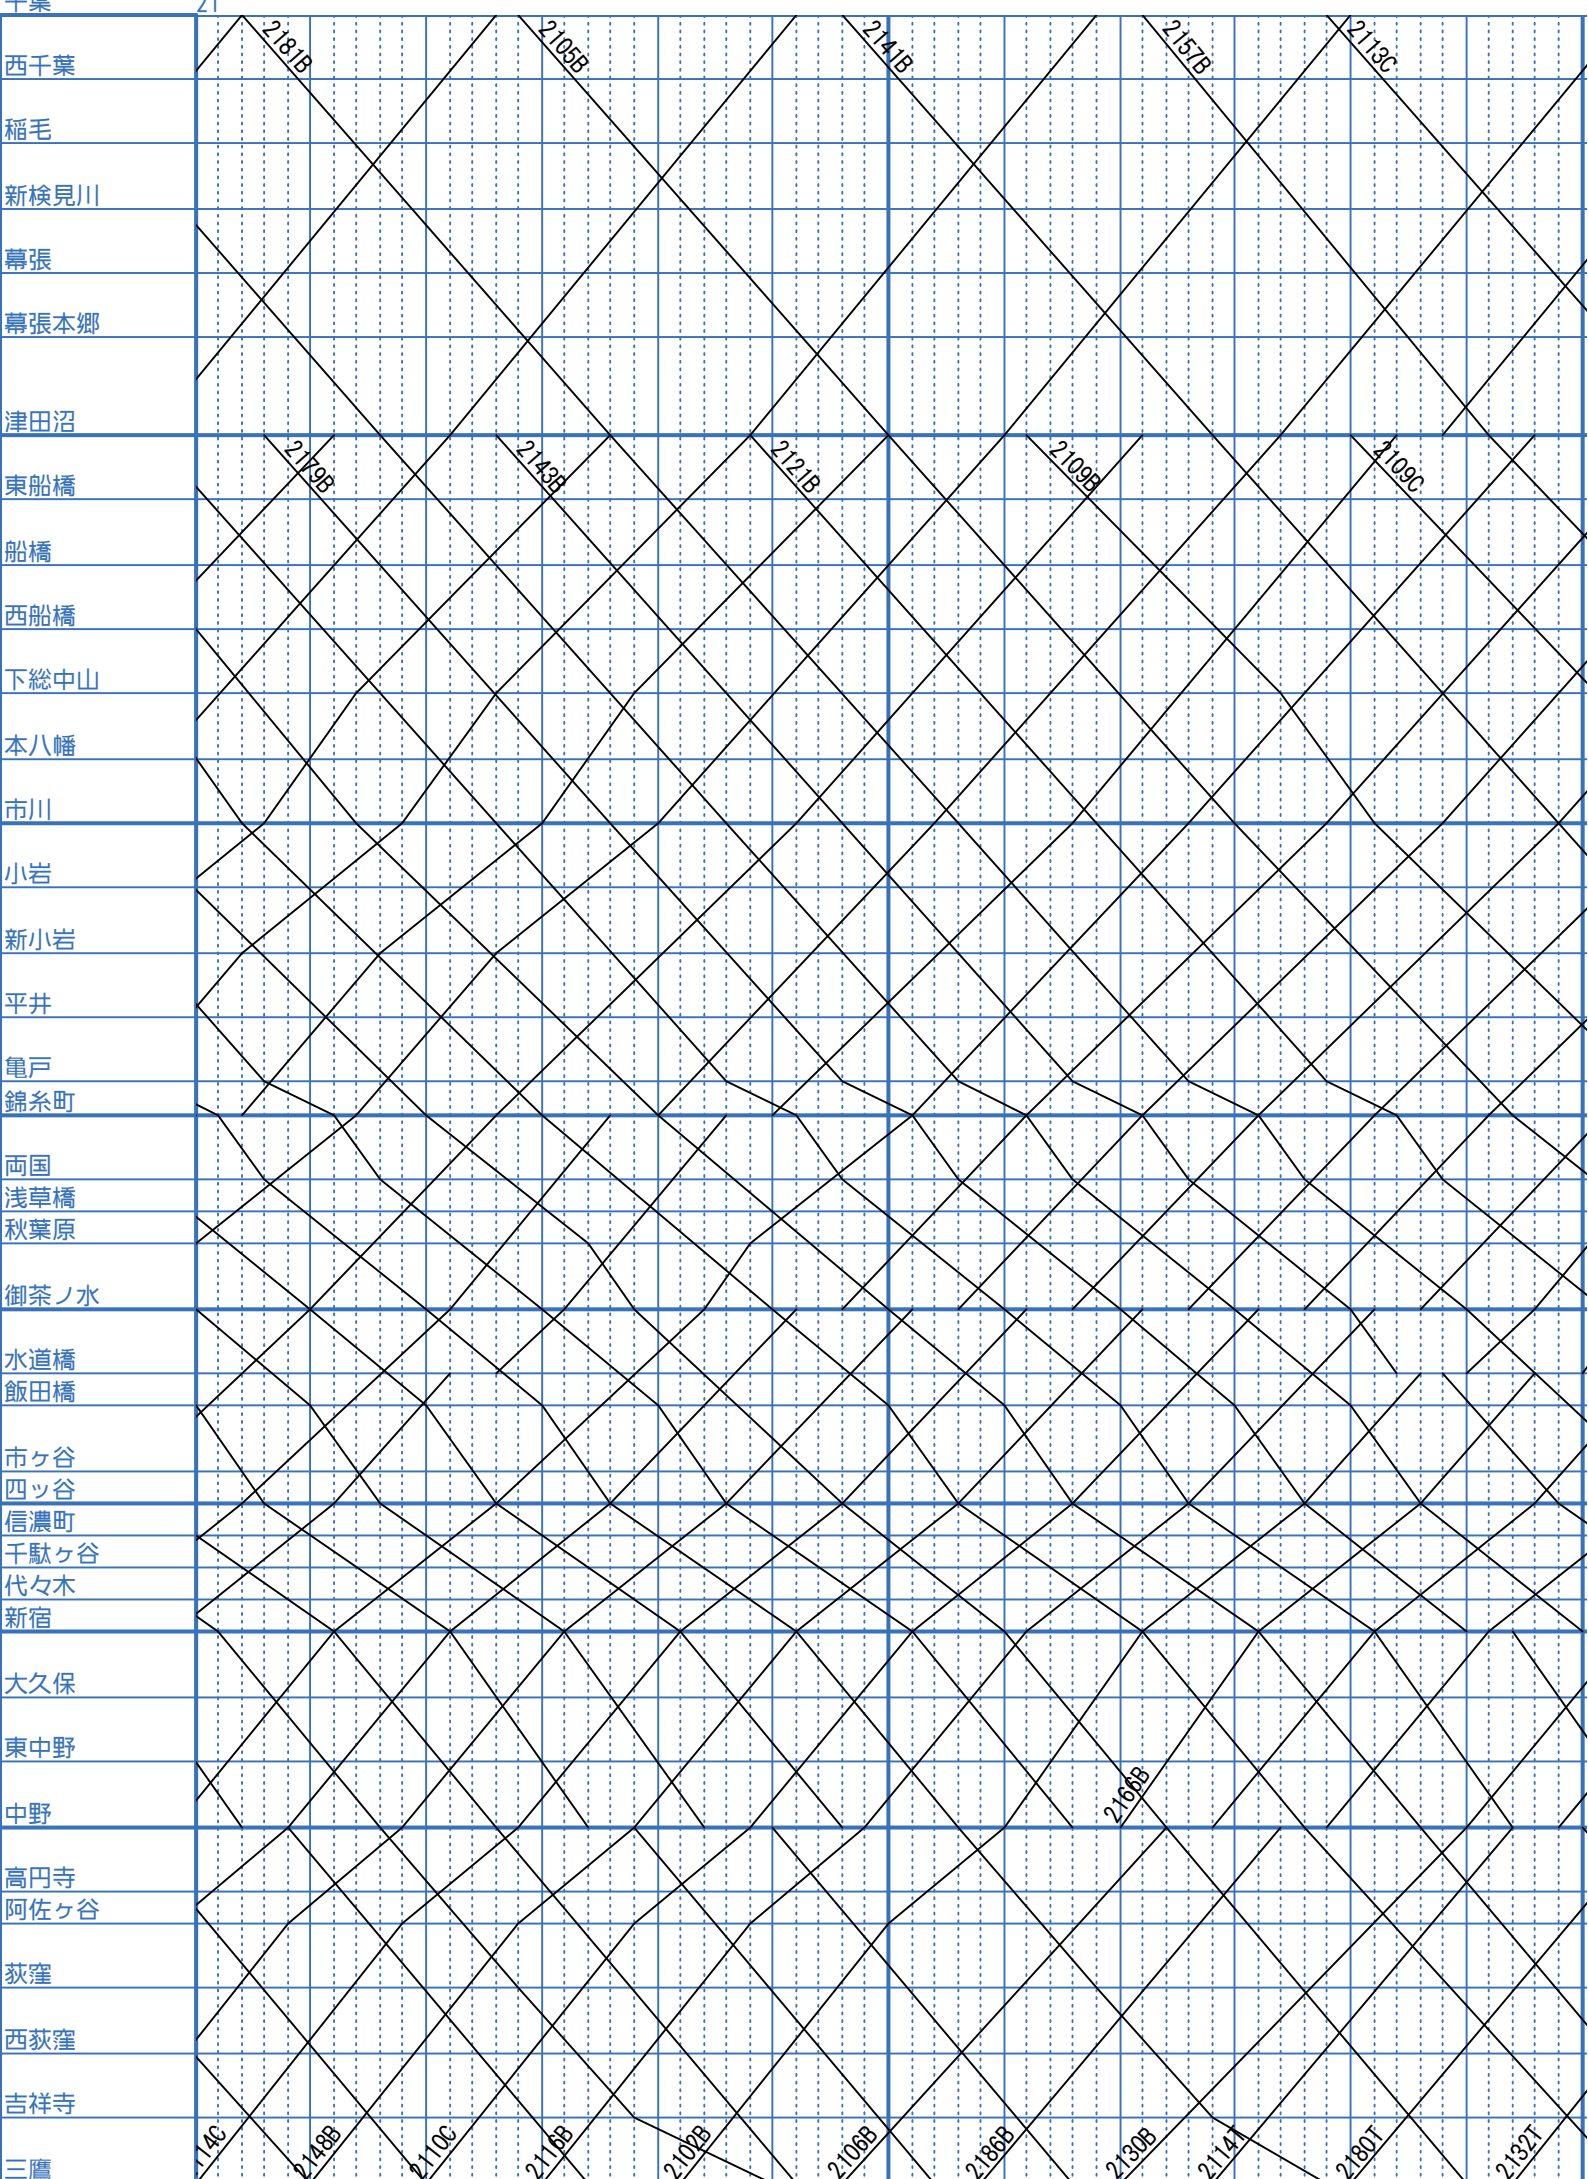 千葉 21
2181B 2105B 2141B 2157B 2113C
西千葉
稲毛
新検見川
幕張
幕張本郷
津田沼
2179B 2143B 2121B 2109B 2109C
東船橋
船橋
西船橋
下総中山
本八幡
市川
小岩
新小岩
平井
亀戸
錦糸町
両国
浅草橋
秋葉原
御茶ノ水
水道橋
飯田橋
市ヶ谷
四ッ谷
信濃町
千駄ヶ谷
代々木
新宿
大久保
東中野
2166B
中野
高円寺
阿佐ヶ谷
荻窪
西荻窪
吉祥寺
14C 2148B 2110C 2116B 2102B 2106B 2186B 2130B 2114T 2180T 2132T
三鷹